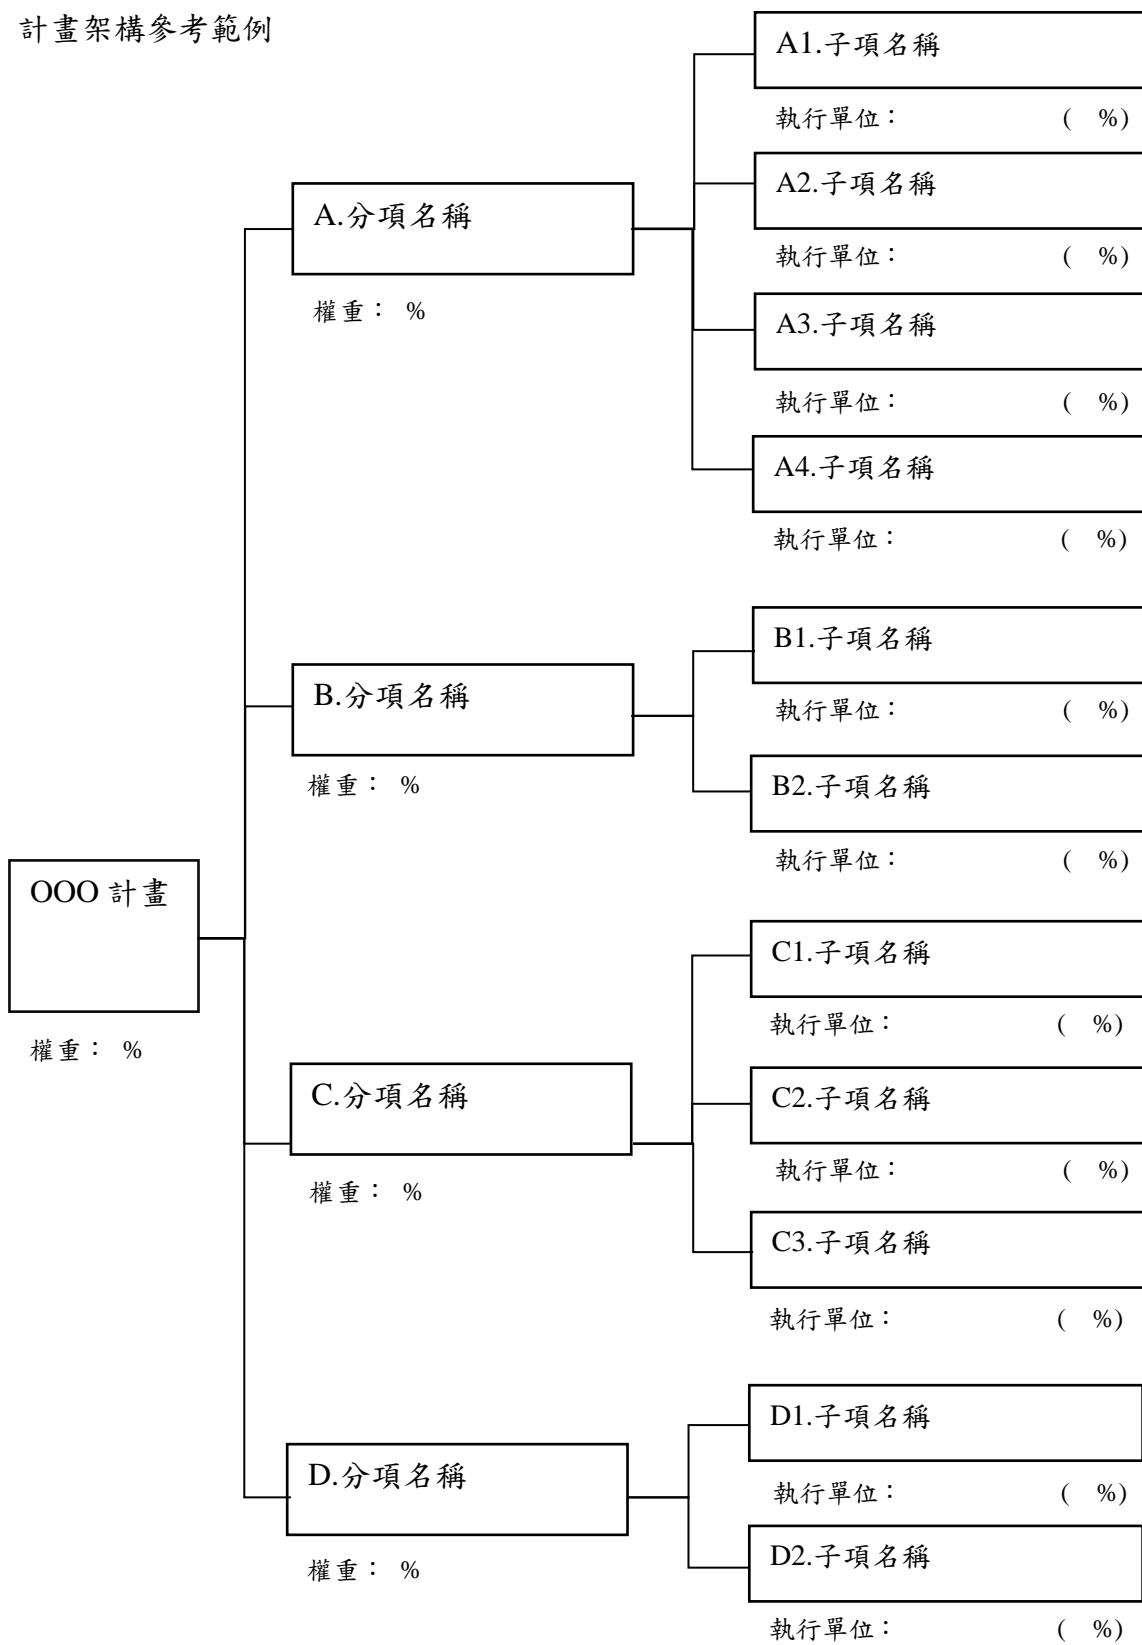 計畫架構參考範例
A1.子項名稱
執行單位： ( %)
A2.子項名稱
執行單位： ( %)
A.分項名稱
權重： %
A3.子項名稱
執行單位： ( %)
A4.子項名稱
執行單位： ( %)
B1.子項名稱
執行單位： ( %)
B.分項名稱
權重： %
B2.子項名稱
執行單位： ( %)
OOO 計畫
權重： %
C1.子項名稱
執行單位： ( %)
C.分項名稱
權重： %
C2.子項名稱
執行單位： ( %)
C3.子項名稱
執行單位： ( %)
D1.子項名稱
執行單位： ( %)
D.分項名稱
權重： %
D2.子項名稱
執行單位： ( %)